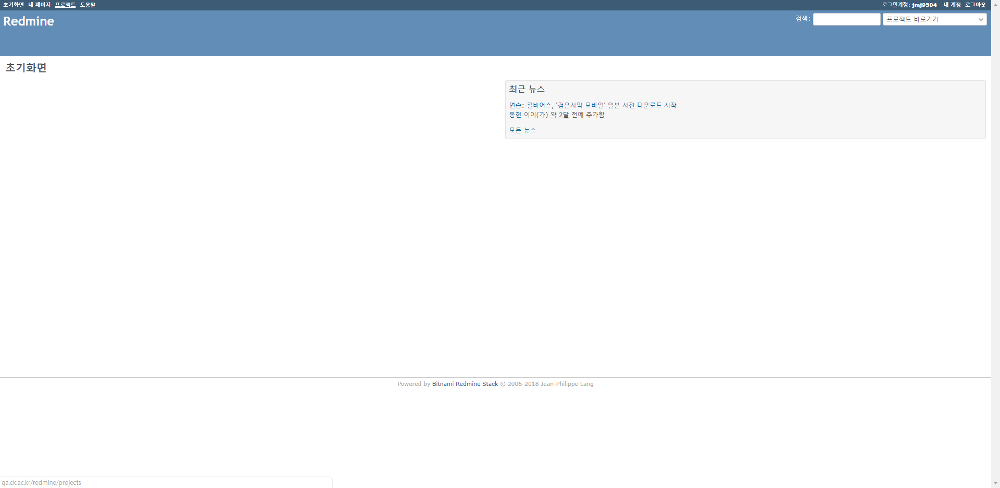 초기화면 내 페이지 프로젝트 도움말 로그인계정: jmj9504 내 계정 로그아웃
Redmine 검색: 프로젝트 바로가기
초기화면
최근 뉴스
연습: 펄비어스, ‘검은사막 모바일’ 일본 사전 다운로드 시작
동현 이이(가) 약 2달 전에 추가함
모든 뉴스
Powered by Bitnami Redmine Stack © 2006-2018 Jean-Philippe Lang
qa.ck.ac.kr/redmine/projects